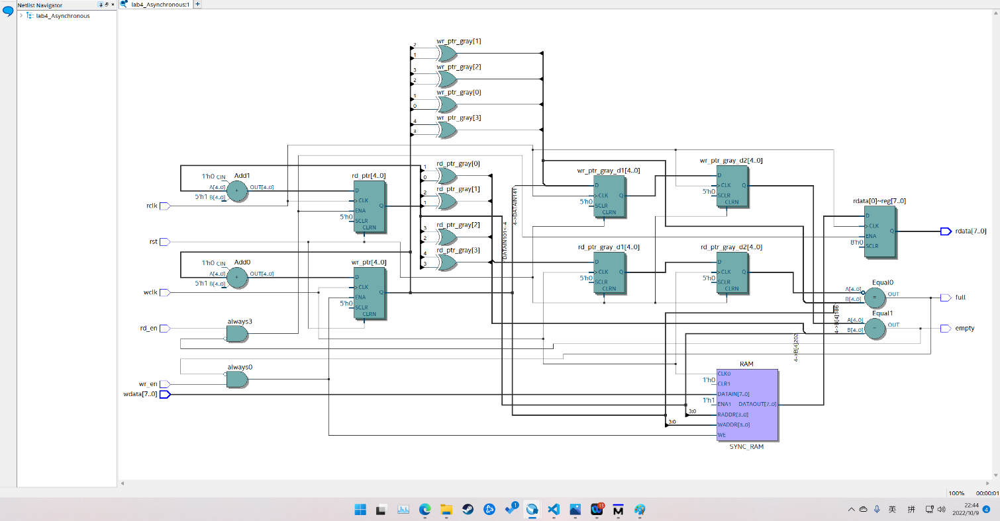 Netlist Navigator
lab4_Asynchronous:1
lab4_Asynchronous
wr_ptr_gray[1]
2
1
wr_ptr_gray[2]
3
2
wr_ptr_gray[0]
1
0
wr_ptr_gray[3]
4
3
rd_ptr_gray[0]
1
0
rd_ptr_gray[1]
2
1
rd_ptr_gray[2]
3
2
rd_ptr_gray[3]
4
3
Add1
1'h0 CIN
A[4..0] OUT[4..0]
5'h1 B[4..0]
+
rd_ptr[4..0]
D
CLK
ENA Q
5'h0 SCLR
CLRN
rclk
rst
Add0
1'h0 CIN
A[4..0] OUT[4..0]
5'h1 B[4..0]
+
wr_ptr[4..0]
D
CLK
ENA Q
5'h0 SCLR
CLRN
wclk
rd_en
always3
always0
wr_en
wdata[7..0]
4->DATAIN141
DATAIN101<-4
wr_ptr_gray_d1[4..0]
D
CLK Q
5'h0 SCLR
CLRN
wr_ptr_gray_d2[4..0]
D
CLK Q
5'h0 SCLR
CLRN
rd_ptr_gray_d1[4..0]
D
CLK Q
5'h0 SCLR
CLRN
rd_ptr_gray_d2[4..0]
D
CLK Q
5'h0 SCLR
CLRN
rdata[0]~reg[7..0]
D
CLK Q
ENA
8'h0 SCLR
rdata[7..0]
Equal0
A[4..0] OUT
B[4..0]
=
full
4->B[4]186
Equal1
A[4..0] OUT
B[4..0]
=
empty
4->B[4]202
RAM
CLK0
1'h0 CLR1
DATAIN[7..0]
1'h1 ENA1 DATAOUT[7..0]
3:0 RADDR[3..0]
3:0 WADDR[3..0]
WE
SYNC_RAM
100% 00:00:01
1
13
英
拼
22:44
2022/10/9
4